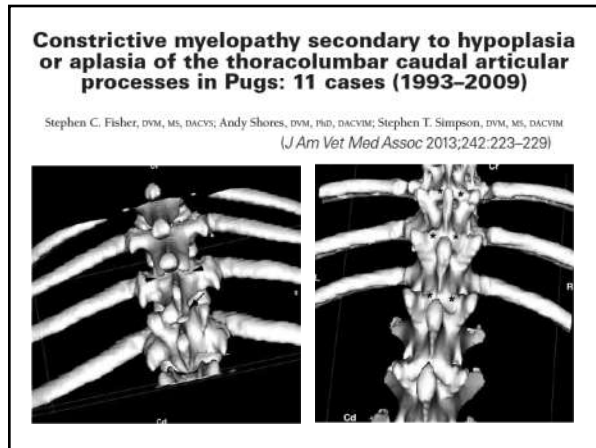 Constrictive myelopathy secondary to hypoplasia
or aplasia of the thoracolumbar caudal articular
processes in Pugs: 11 cases (1993–2009)
Stephen C. Fisher, DVM, MS, DACVS; Andy Shores, DVM, PhD, DACVIM; Stephen T. Simpson, DVM, MS, DACVIM
(J Am Vet Med Assoc 2013;242:223–229)
Cr
R
Cd
Cd